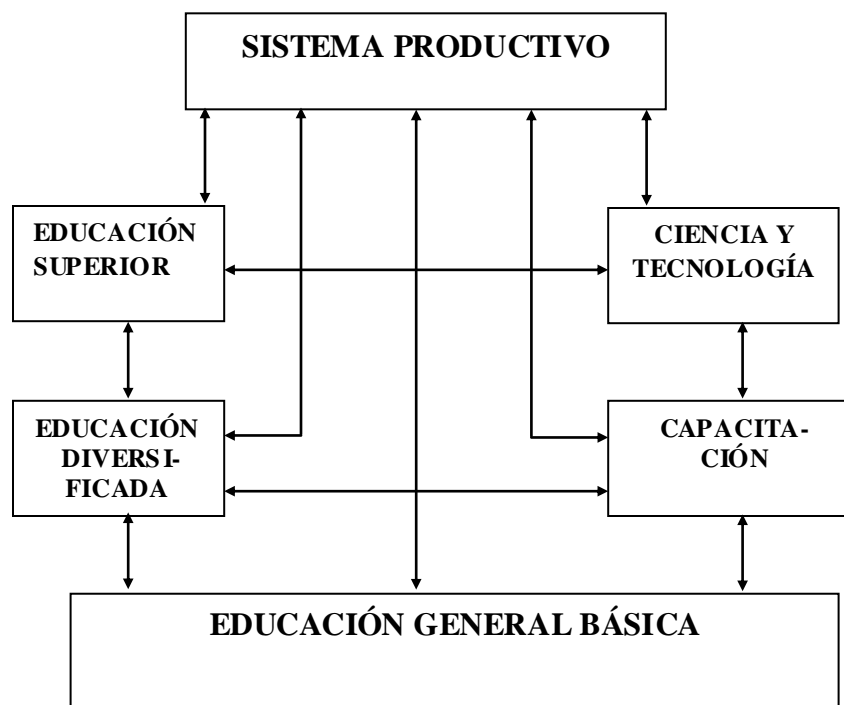 SISTEMA PRODUCTIVO
EDUCACIÓN
SUPERIOR
CIENCIA Y
TECNOLOGÍA
EDUCACIÓN
DIVERSI-
FICADA
CAPACITA-
CIÓN
EDUCACIÓN GENERAL BÁSICA